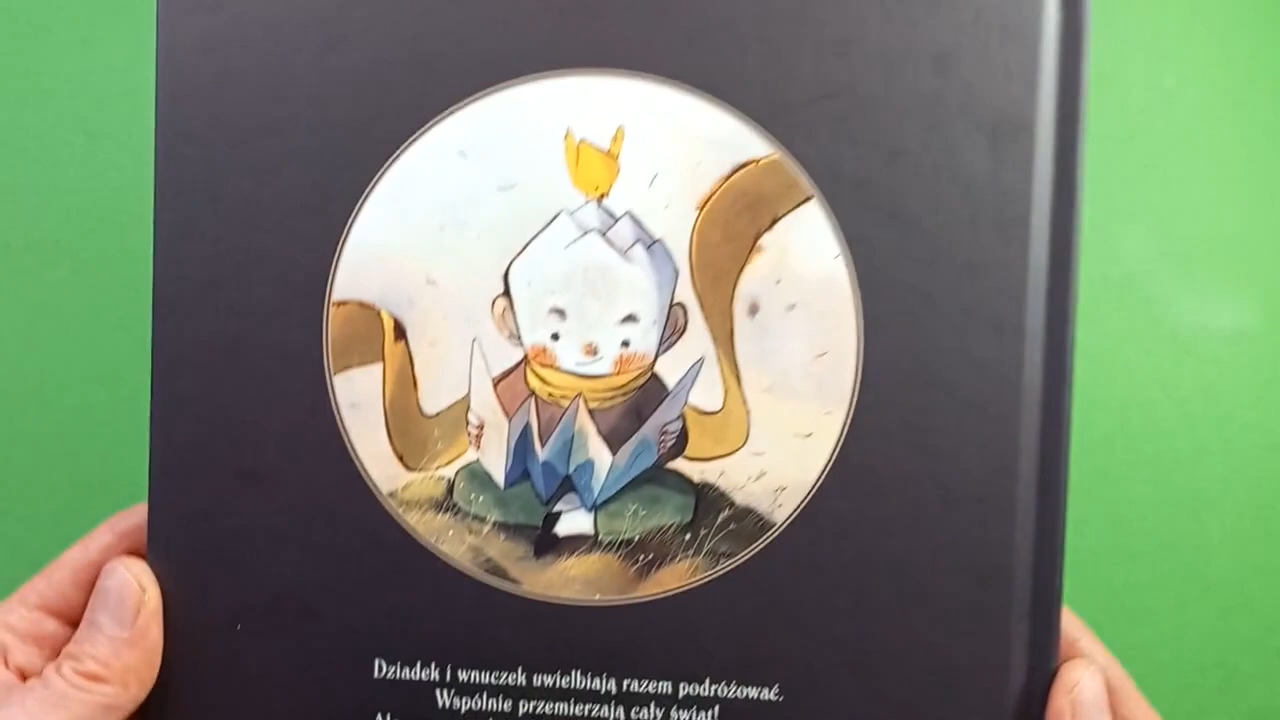 Dziadek i wnuczek uwielbiają razem podróżować.
Wspólnie przemierzają cały świat!